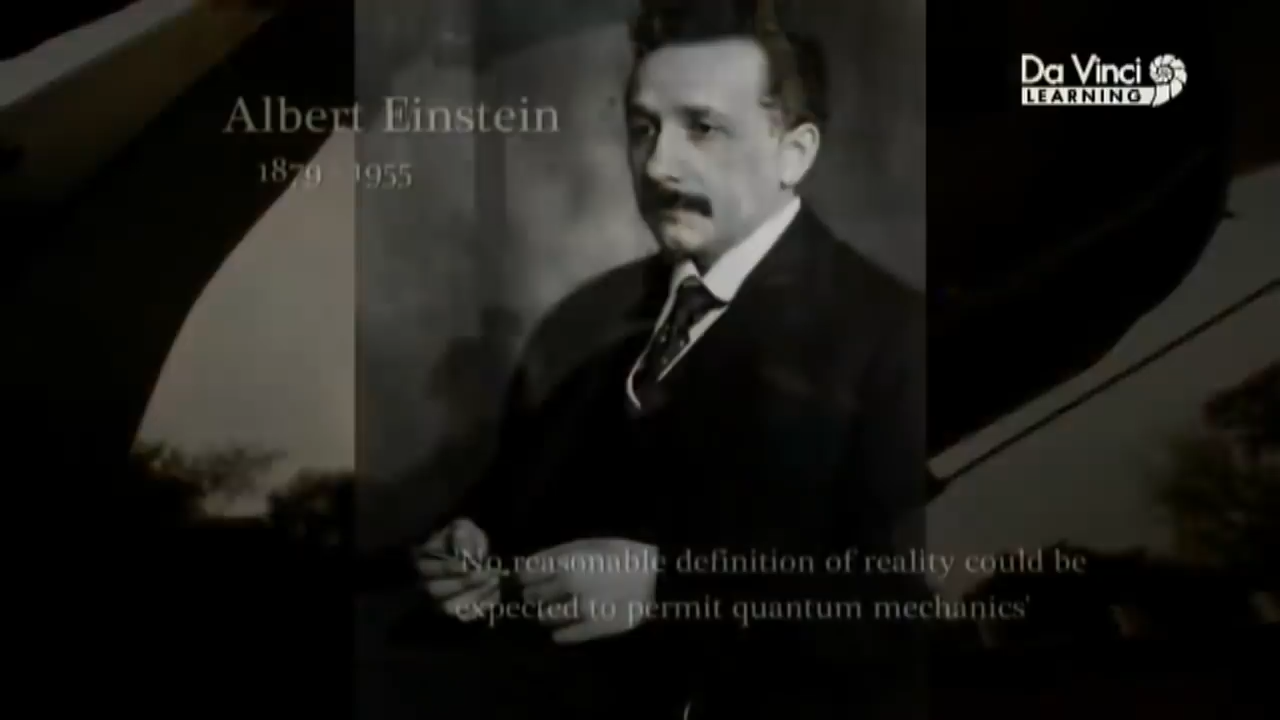 Da Vinci
LEARNING
Albert Einstein
1879 - 1955
'No reasonable definition of reality could be
expected to permit quantum mechanics'